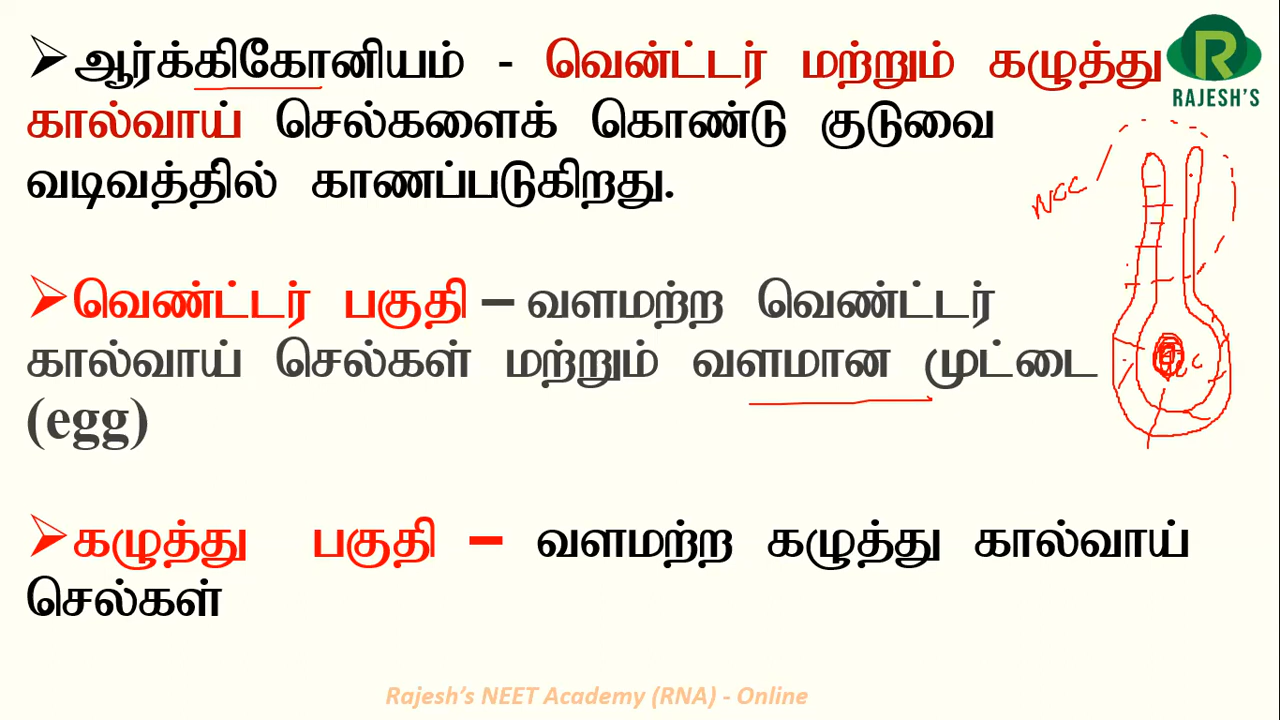 ➢ஆர்க்கிகோனியம் - வென்ட்டர் மற்றும் கழுத்து
கால்வாய் செல்களைக் கொண்டு குடுவை
வடிவத்தில் காணப்படுகிறது.
R
RAJESH'S
NCC
➢வெண்ட்டர் பகுதி – வளமற்ற வெண்ட்டர்
கால்வாய் செல்கள் மற்றும் வளமான முட்டை
(egg)
➢கழுத்து பகுதி – வளமற்ற கழுத்து கால்வாய்
செல்கள்
Rajesh's NEET Academy (RNA) - Online